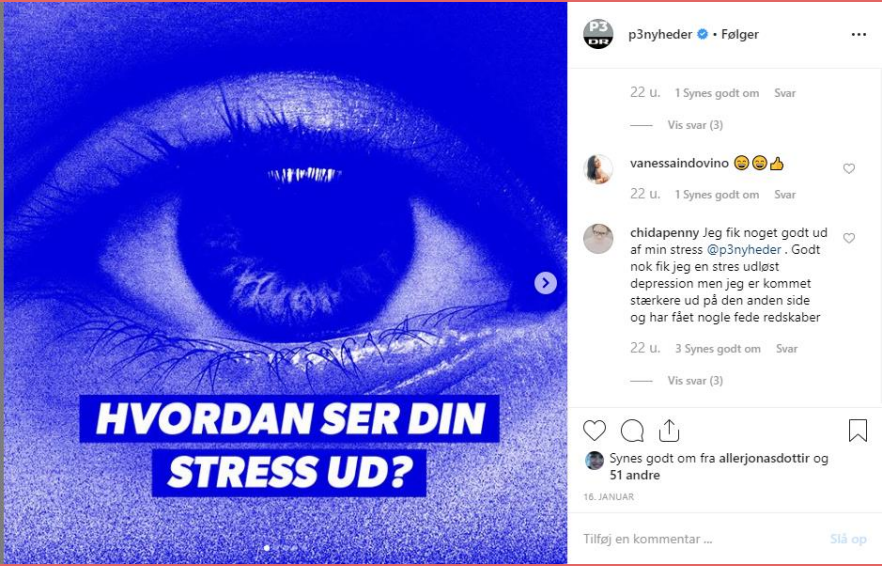 HVORDAN SER DIN
STRESS UD?
P3
DR
p3nyheder • Følger
22 u. 1 Synes godt om Svar
Vis svar (3)
vanessaindovino 😄😄👍
22 u. 1 Synes godt om Svar
chidapenny Jeg fik noget godt ud
af min stress @p3nyheder . Godt
nok fik jeg en stres udløst
depression men jeg er kommet
stærkere ud på den anden side
og har fået nogle fede redskaber
22 u. 3 Synes godt om Svar
Vis svar (3)
Synes godt om fra allerjonasdottir og
51 andre
16. JANUAR
Tilføj en kommentar ...
Slå op